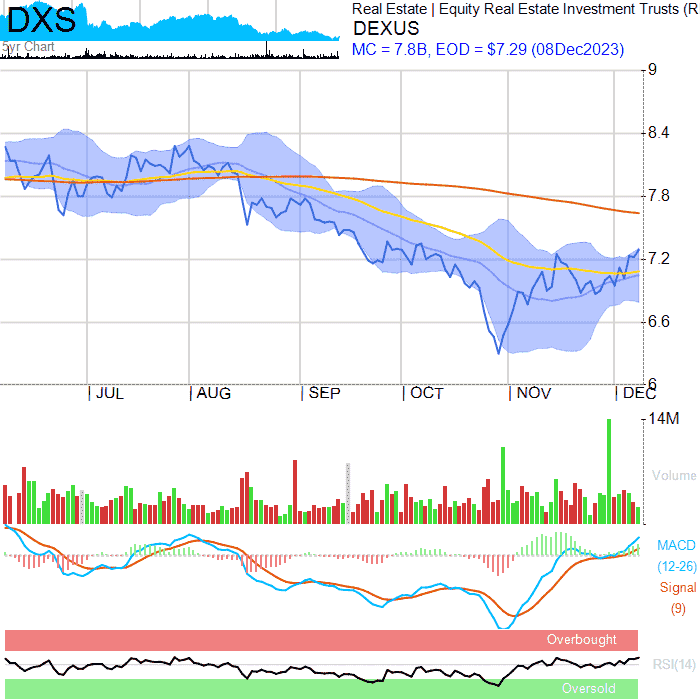 DXS
5yr Chart
Real Estate | Equity Real Estate Investment Trusts (R
DEXUS
MC = 7.8B, EOD = $7.29 (08Dec2023)
9
8.4
7.8
7.2
6.6
6
JUL AUG SEP OCT NOV DEC
14M
Volume
MACD
(12-26)
Signal
(9)
Overbought
RSI(14)
Oversold